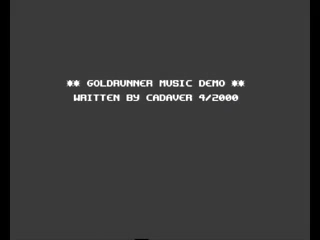 ** GOLDRUNNER MUSIC DEMO **
WRITTEN BY CADAVER 4/2000